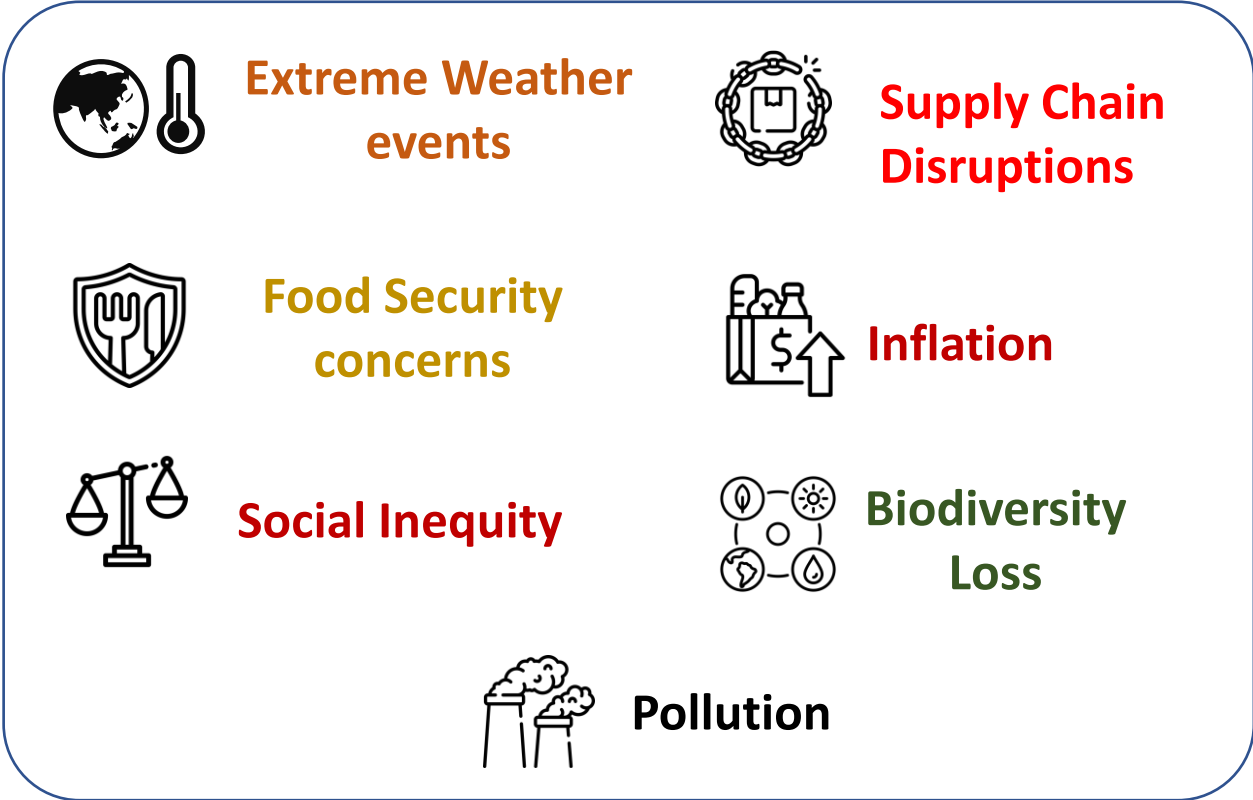 Extreme Weather
events
Supply Chain
Disruptions
Food Security
concerns
$
Inflation
Social Inequity
Biodiversity
Loss
Pollution